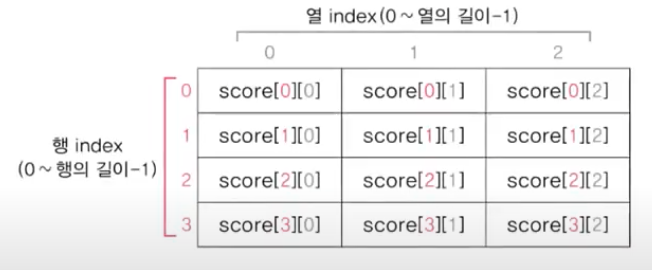 열 index(0 ~ 열의 길이-1)
0 1 2
0 score[0][0] score[0][1] score[0][2]
행 index
(0 ~ 행의 길이-1)
1 score[1][0] score[1][1] score[1][2]
2 score[2][0] score[2][1] score[2][2]
3 score[3][0] score[3][1] score[3][2]